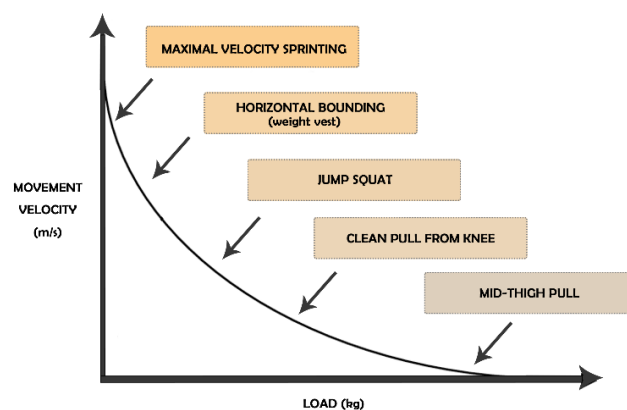 MAXIMAL VELOCITY SPRINTING
HORIZONTAL BOUNDING
(weight vest)
JUMP SQUAT
MOVEMENT
VELOCITY
(m/s)
CLEAN PULL FROM KNEE
MID-THIGH PULL
LOAD (kg)